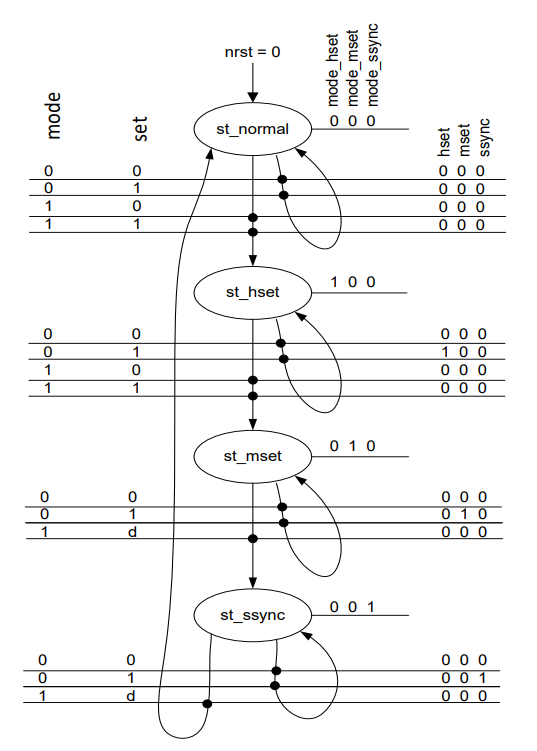 nrst = 0
mode_hset
mode_mset
mode_ssync
mode
set
st_normal
0 0 0
hset
mset
ssync
0 0 0 0 0
0 1 0 0 0
1 0 0 0 0
1 1 0 0 0
st_hset
1 0 0
0 0 0 0 0
0 1 1 0 0
1 0 0 0 0
1 1 0 0 0
st_mset
0 1 0
0 0 0 0 0
0 1 0 1 0
1 d 0 0 0
st_ssync
0 0 1
0 0 0 0 0
0 1 0 0 1
1 d 0 0 0